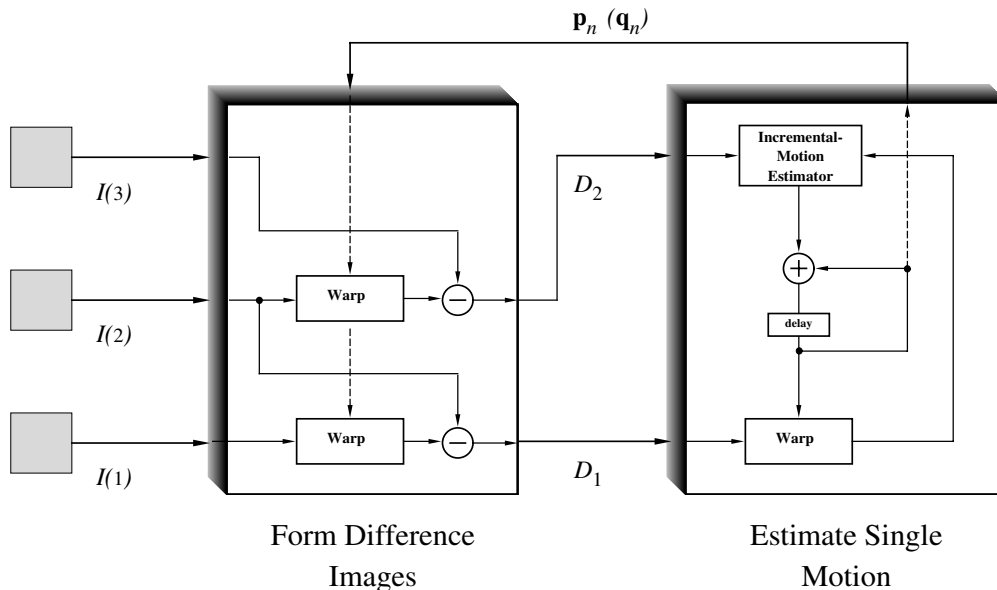 p_n (q_n)
Incremental-
Motion
Estimator
I(3)
D_2
Warp
delay
I(2)
Warp
Warp
I(1)
D_1
Form Difference
Images
Estimate Single
Motion